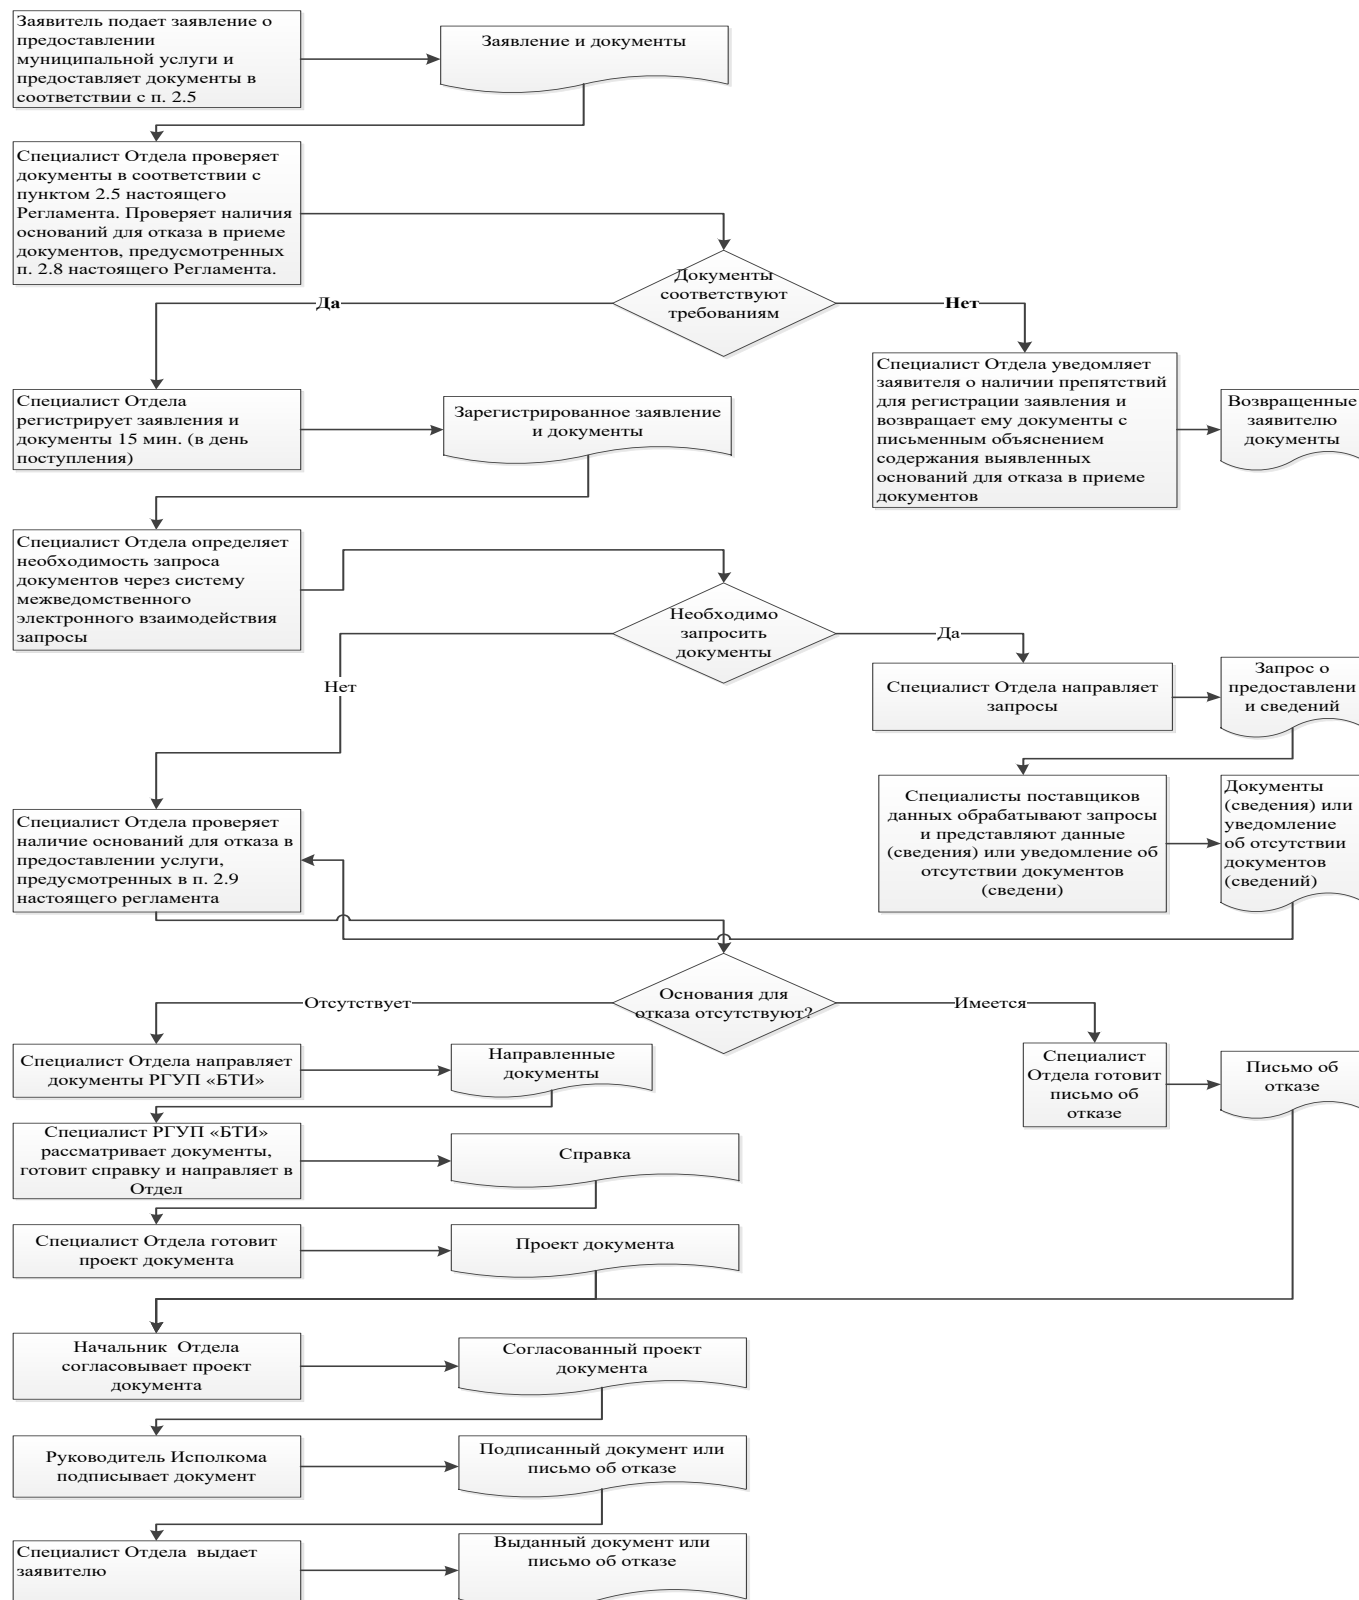 Заявитель подает заявление о
предоставлении
муниципальной услуги и
предоставляет документы в
соответствии с п. 2.5
Заявление и документы
Специалист Отдела проверяет
документы в соответствии с
пунктом 2.5 настоящего
Регламента. Проверяет наличия
оснований для отказа в приеме
документов, предусмотренных
п. 2.8 настоящего Регламента.
Документы
соответствуют
требованиям
Да
Нет
Специалист Отдела
регистрирует заявления и
документы 15 мин. (в день
поступления)
Зарегистрированное заявление
и документы
Специалист Отдела уведомляет
заявителя о наличии препятствий
для регистрации заявления и
возвращает ему документы с
письменным объяснением
содержания выявленных
оснований для отказа в приеме
документов
Возвращенные
заявителю
документы
Специалист Отдела определяет
необходимость запроса
документов через систему
межведомственного
электронного взаимодействия
запросы
Необходимо
запросить
документы
Да
Нет
Специалист Отдела направляет
запросы
Запрос о
предоставлени
и сведений
Специалисты поставщиков
данных обрабатывают запросы
и представляют данные
(сведения) или уведомление об
отсутствии документов
(сведени)
Документы
(сведения) или
уведомление
об отсутствии
документов
(сведений)
Специалист Отдела проверяет
наличие оснований для отказа в
предоставлении услуги,
предусмотренных в п. 2.9
настоящего регламента
Основания для
отказа отсутствуют?
Отсутствует
Имеется
Специалист Отдела направляет
документы РГУП «БТИ»
Направленные
документы
Специалист
Отдела готовит
письмо об
отказе
Письмо об
отказе
Специалист РГУП «БТИ»
рассматривает документы,
готовит справку и направляет в
Отдел
Справка
Специалист Отдела готовит
проект документа
Проект документа
Начальник Отдела
согласовывает проект
документа
Согласованный проект
документа
Руководитель Исполкома
подписывает документ
Подписанный документ или
письмо об отказе
Специалист Отдела выдает
заявителю
Выданный документ или
письмо об отказе